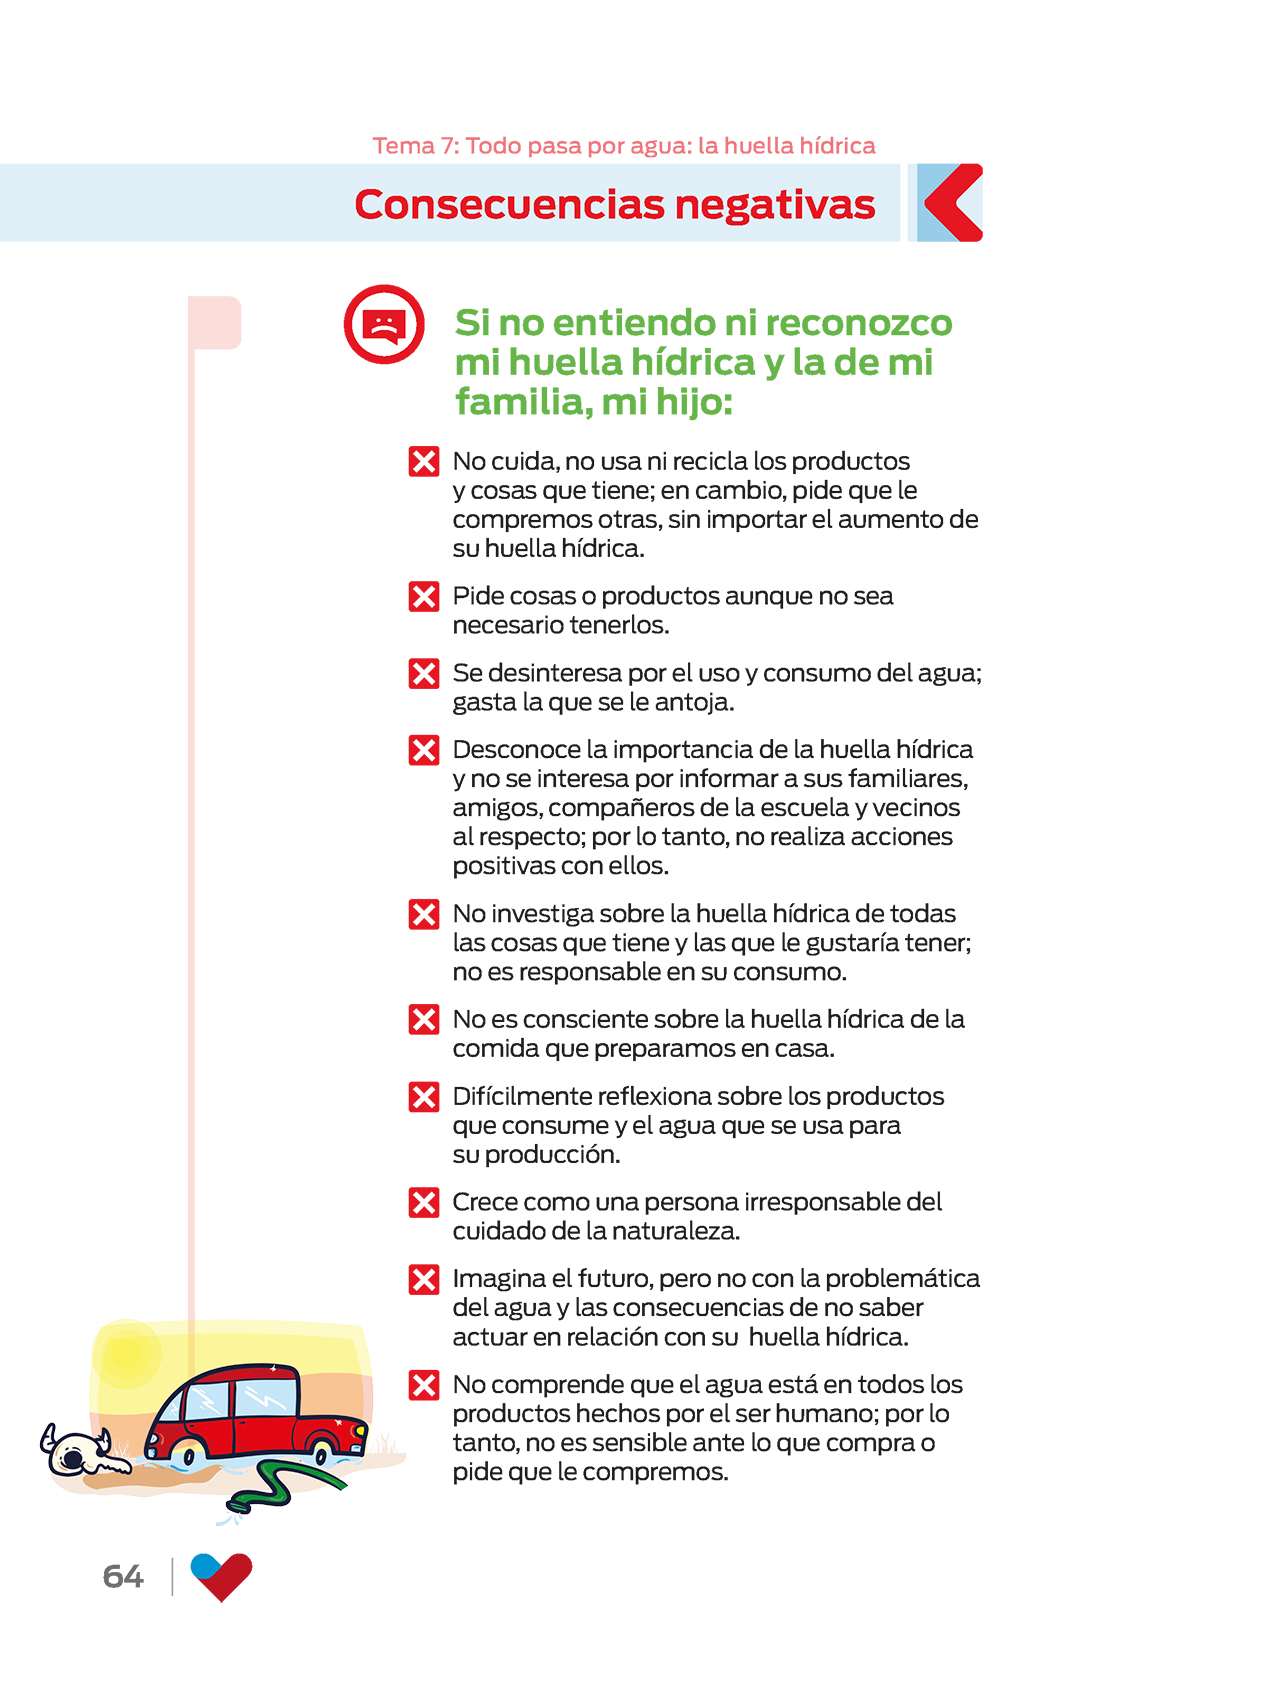 Tema 7: Todo pasa por agua: la huella hídrica
Consecuencias negativas
Si no entiendo ni reconozco
mi huella hídrica y la de mi
familia, mi hijo:
No cuida, no usa ni recicla los productos
y cosas que tiene; en cambio, pide que le
compremos otras, sin importar el aumento de
su huella hídrica.
Pide cosas o productos aunque no sea
necesario tenerlos.
Se desinteresa por el uso y consumo del agua;
gasta la que se le antoja.
Desconoce la importancia de la huella hídrica
y no se interesa por informar a sus familiares,
amigos, compañeros de la escuela y vecinos
al respecto; por lo tanto, no realiza acciones
positivas con ellos.
No investiga sobre la huella hídrica de todas
las cosas que tiene y las que le gustaría tener;
no es responsable en su consumo.
No es consciente sobre la huella hídrica de la
comida que preparamos en casa.
Difícilmente reflexiona sobre los productos
que consume y el agua que se usa para
su producción.
Crece como una persona irresponsable del
cuidado de la naturaleza.
Imagina el futuro, pero no con la problemática
del agua y las consecuencias de no saber
actuar en relación con su huella hídrica.
No comprende que el agua está en todos los
productos hechos por el ser humano; por lo
tanto, no es sensible ante lo que compra o
pide que le compremos.
64